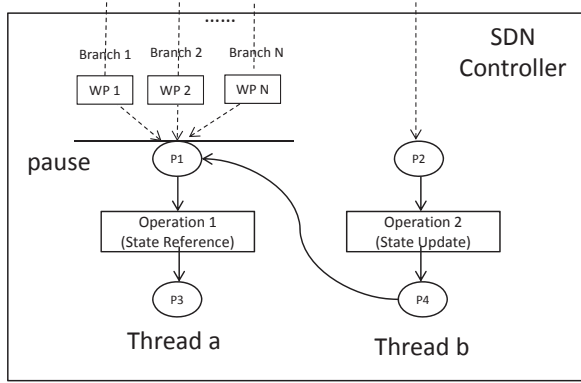 ......
Branch 1
Branch 2
Branch N
SDN
Controller
WP 1
WP 2
WP N
pause
P1
P2
Operation 1
(State Reference)
Operation 2
(State Update)
P3
P4
Thread a
Thread b